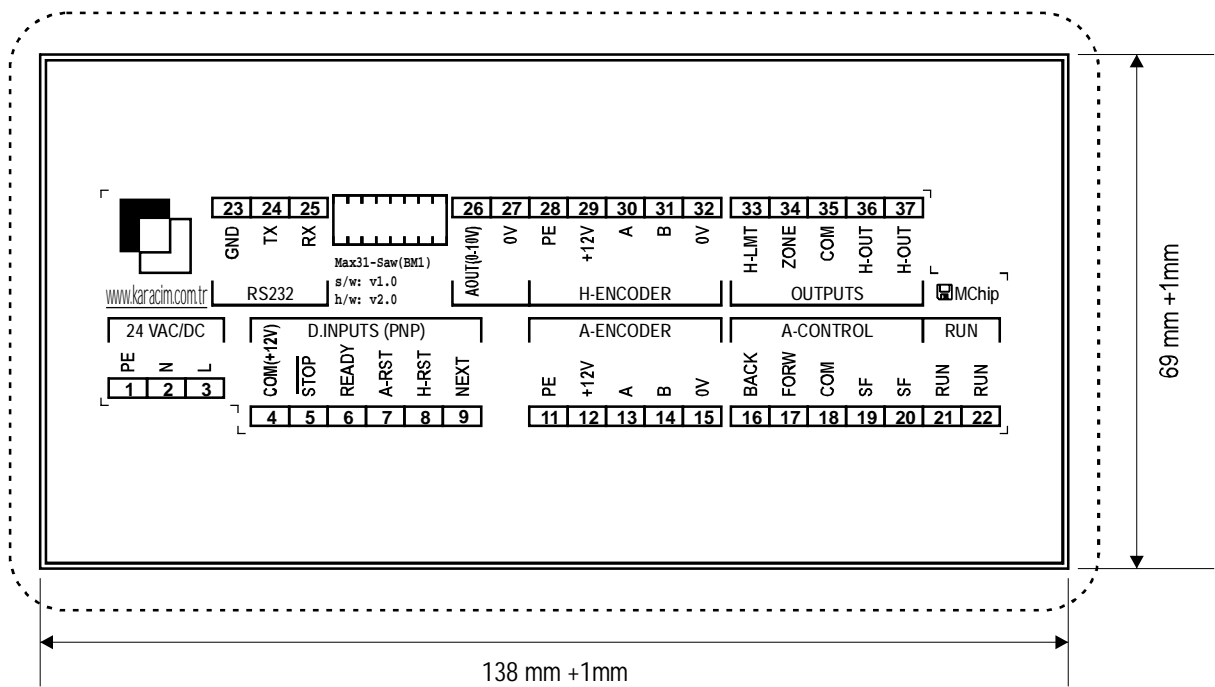 23 24 25 26 27 28 29 30 31 32 33 34 35 36 37
GND TX RX AOUT(0-10V) 0V PE +12V A B 0V H-LMT ZONE COM H-OUT H-OUT
Max31-Saw(BM1)
s/w: v1.0
h/w: v2.0
www.karacim.com.tr RS232 H-ENCODER OUTPUTS MChip
24 VAC/DC D.INPUTS (PNP) A-ENCODER A-CONTROL RUN
PE N L COM(+12V) STOP READY A-RST H-RST NEXT PE +12V A B 0V BACK FORW COM SF SF RUN RUN
1 2 3
4 5 6 7 8 9 11 12 13 14 15 16 17 18 19 20 21 22
69 mm +1mm
138 mm +1mm